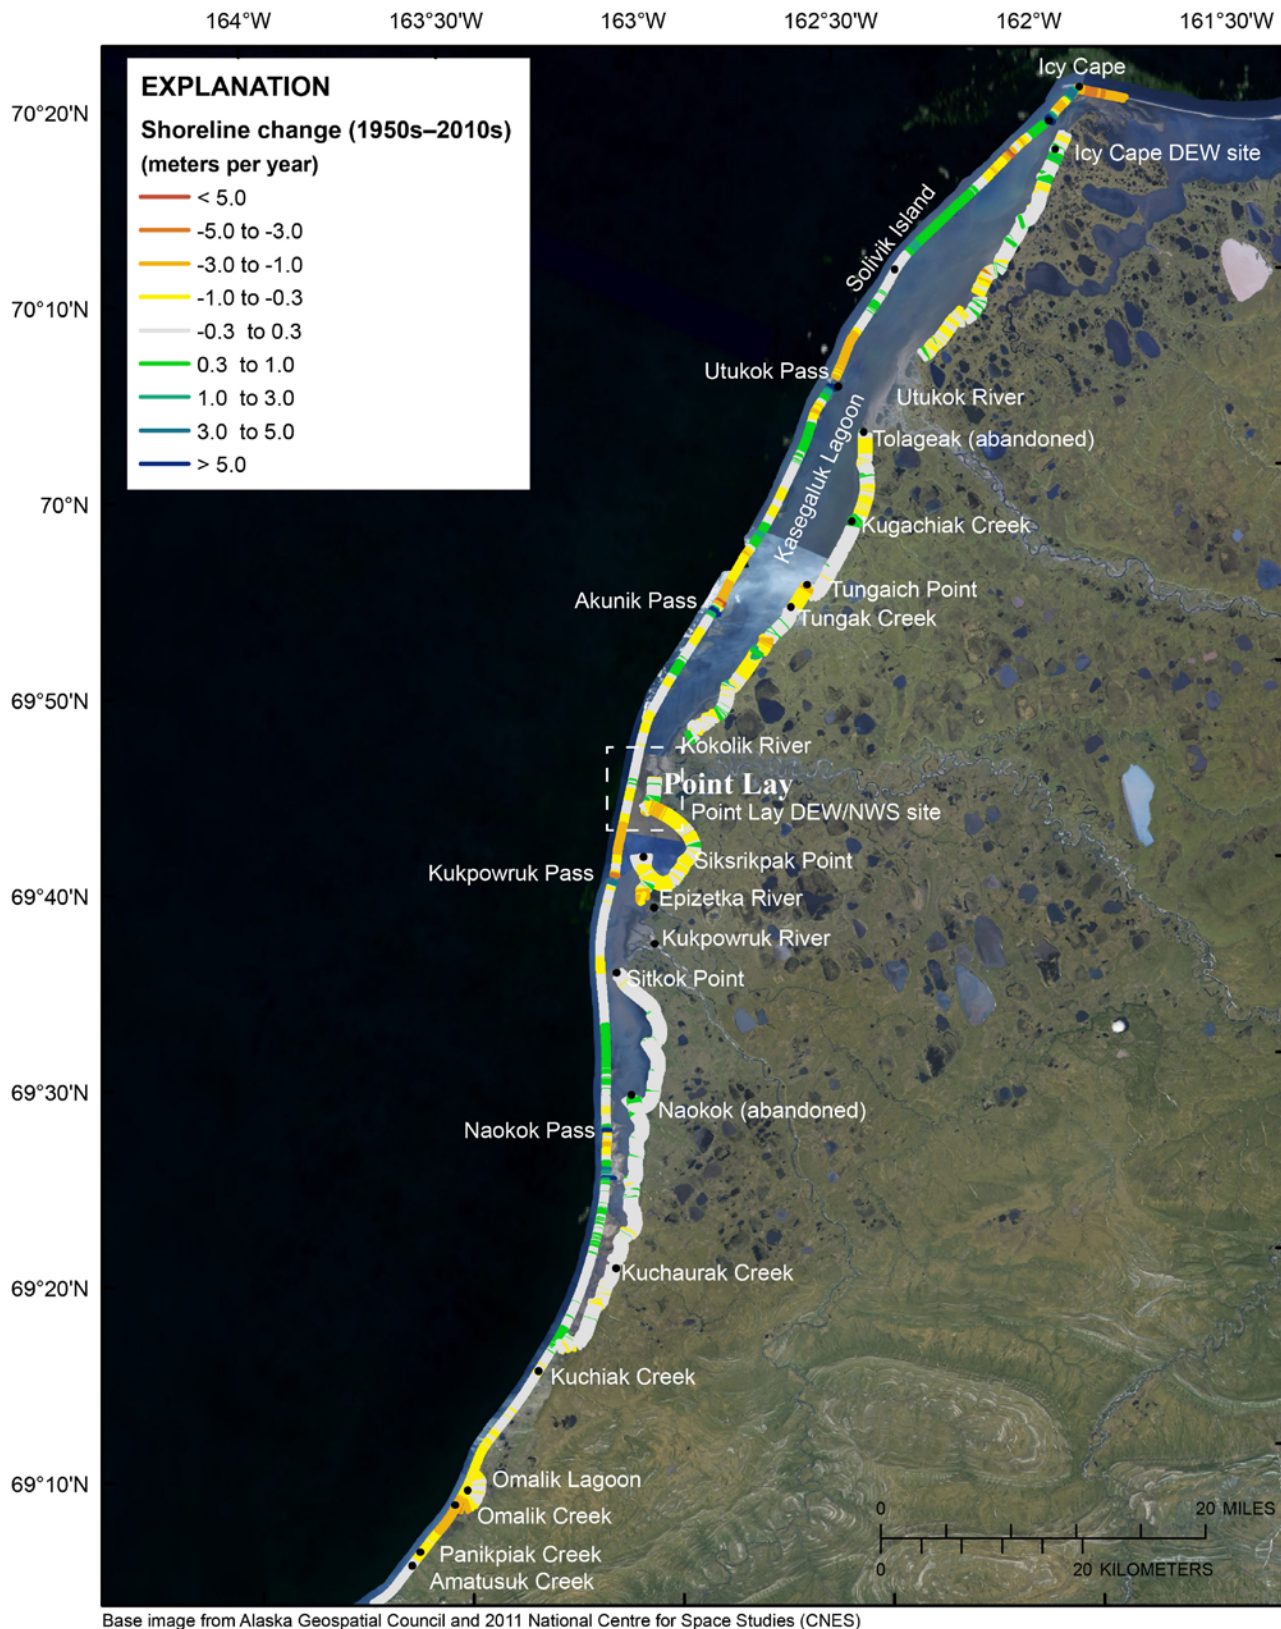 164°W 163°30'W 163°W 162°30'W 162°W 161°30'W
Icy Cape
EXPLANATION
70°20'N
Shoreline change (1950s–2010s)
(meters per year)
Icy Cape DEW site
< 5.0
-5.0 to -3.0
Solivik Island
-3.0 to -1.0
-1.0 to -0.3
70°10'N
-0.3 to 0.3
0.3 to 1.0
Utukok Pass
1.0 to 3.0
Utukok River
3.0 to 5.0
Tolageak (abandoned)
> 5.0
Kasegaluk Lagoon
70°N
Kugachiak Creek
Tungaich Point
Akunik Pass
Tungak Creek
69°50'N
Kokolik River
Point Lay
Point Lay DEW/NWS site
Siksrikpak Point
Kukpowruk Pass
69°40'N
Epizetka River
Kukpowruk River
Sitkok Point
69°30'N
Naokok (abandoned)
Naokok Pass
Kuchaurak Creek
69°20'N
Kuchiak Creek
Omalik Lagoon
69°10'N
Omalik Creek
0 20 MILES
Panikpiak Creek
0 20 KILOMETERS
Amatusuk Creek
Base image from Alaska Geospatial Council and 2011 National Centre for Space Studies (CNES)